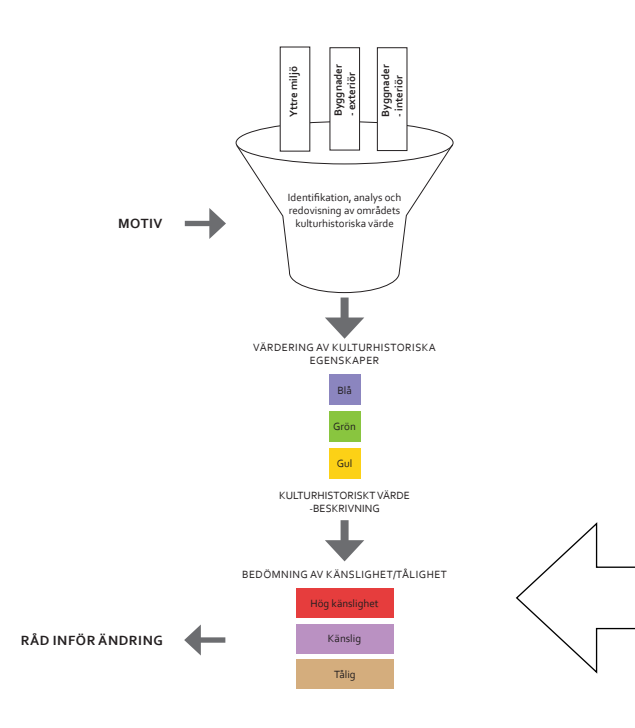 Yttre miljö
Byggnader
- exteriör
Byggnader
- interiör
Identifikation, analys och
redovisning av områdets
kulturhistoriska värde
MOTIV
VÄRDERING AV KULTURHISTORISKA
EGENSKAPER
Blå
Grön
Gul
KULTURHISTORISKT VÄRDE
-BESKRIVNING
BEDÖMNING AV KÄNSLIGHET/TÅLIGHET
Hög känslighet
RÅD INFÖR ÄNDRING
Känslig
Tålig